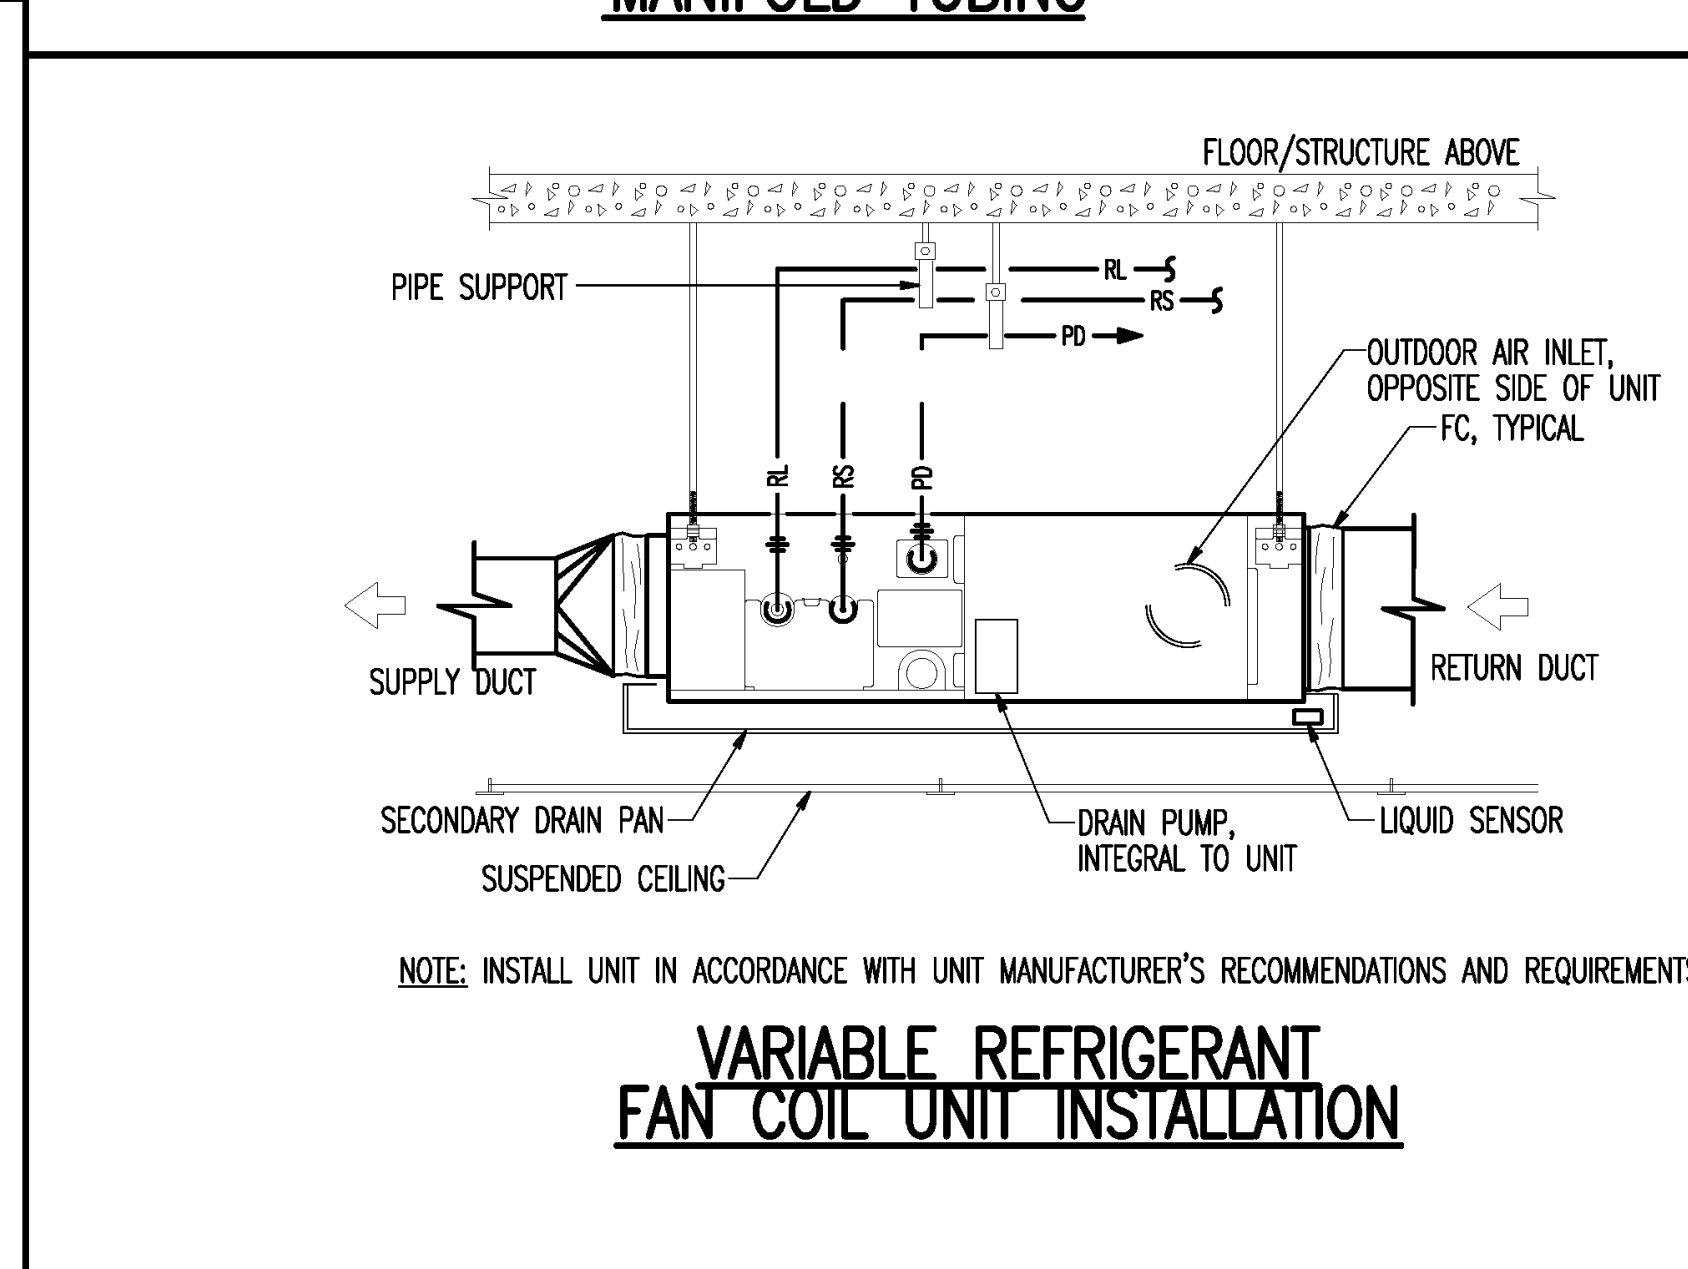 MANIFOLD TUBING
FLOOR/STRUCTURE ABOVE
PIPE SUPPORT
RL
RS
PD
OUTDOOR AIR INLET,
OPPOSITE SIDE OF UNIT
FC, TYPICAL
RL
RS
PD
SUPPLY DUCT
RETURN DUCT
SECONDARY DRAIN PAN
DRAIN PUMP,
INTEGRAL TO UNIT
LIQUID SENSOR
SUSPENDED CEILING
NOTE: INSTALL UNIT IN ACCORDANCE WITH UNIT MANUFACTURER'S RECOMMENDATIONS AND REQUIREMENTS
VARIABLE REFRIGERANT
FAN COIL UNIT INSTALLATION